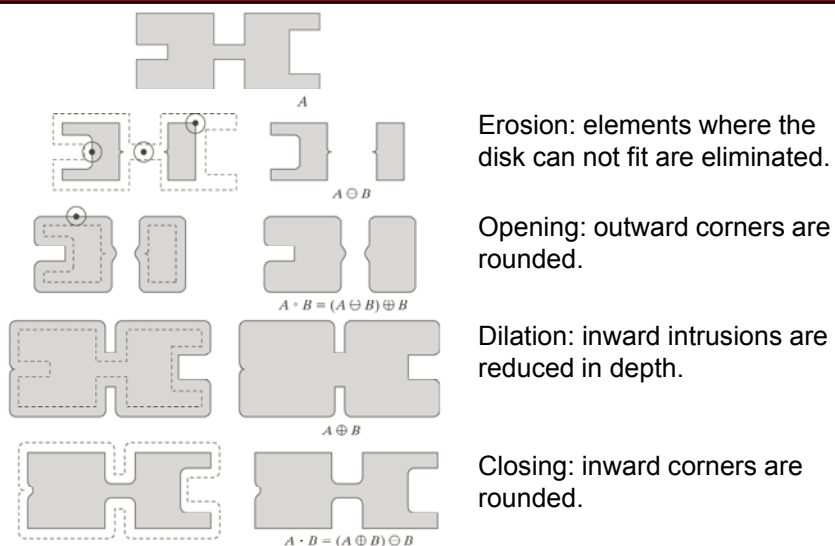 A
Erosion: elements where the
disk can not fit are eliminated.
A ⊖ B
Opening: outward corners are
rounded.
A ∘ B = (A ⊖ B) ⊕ B
Dilation: inward intrusions are
reduced in depth.
A ⊕ B
Closing: inward corners are
rounded.
A · B = (A ⊕ B) ⊖ B